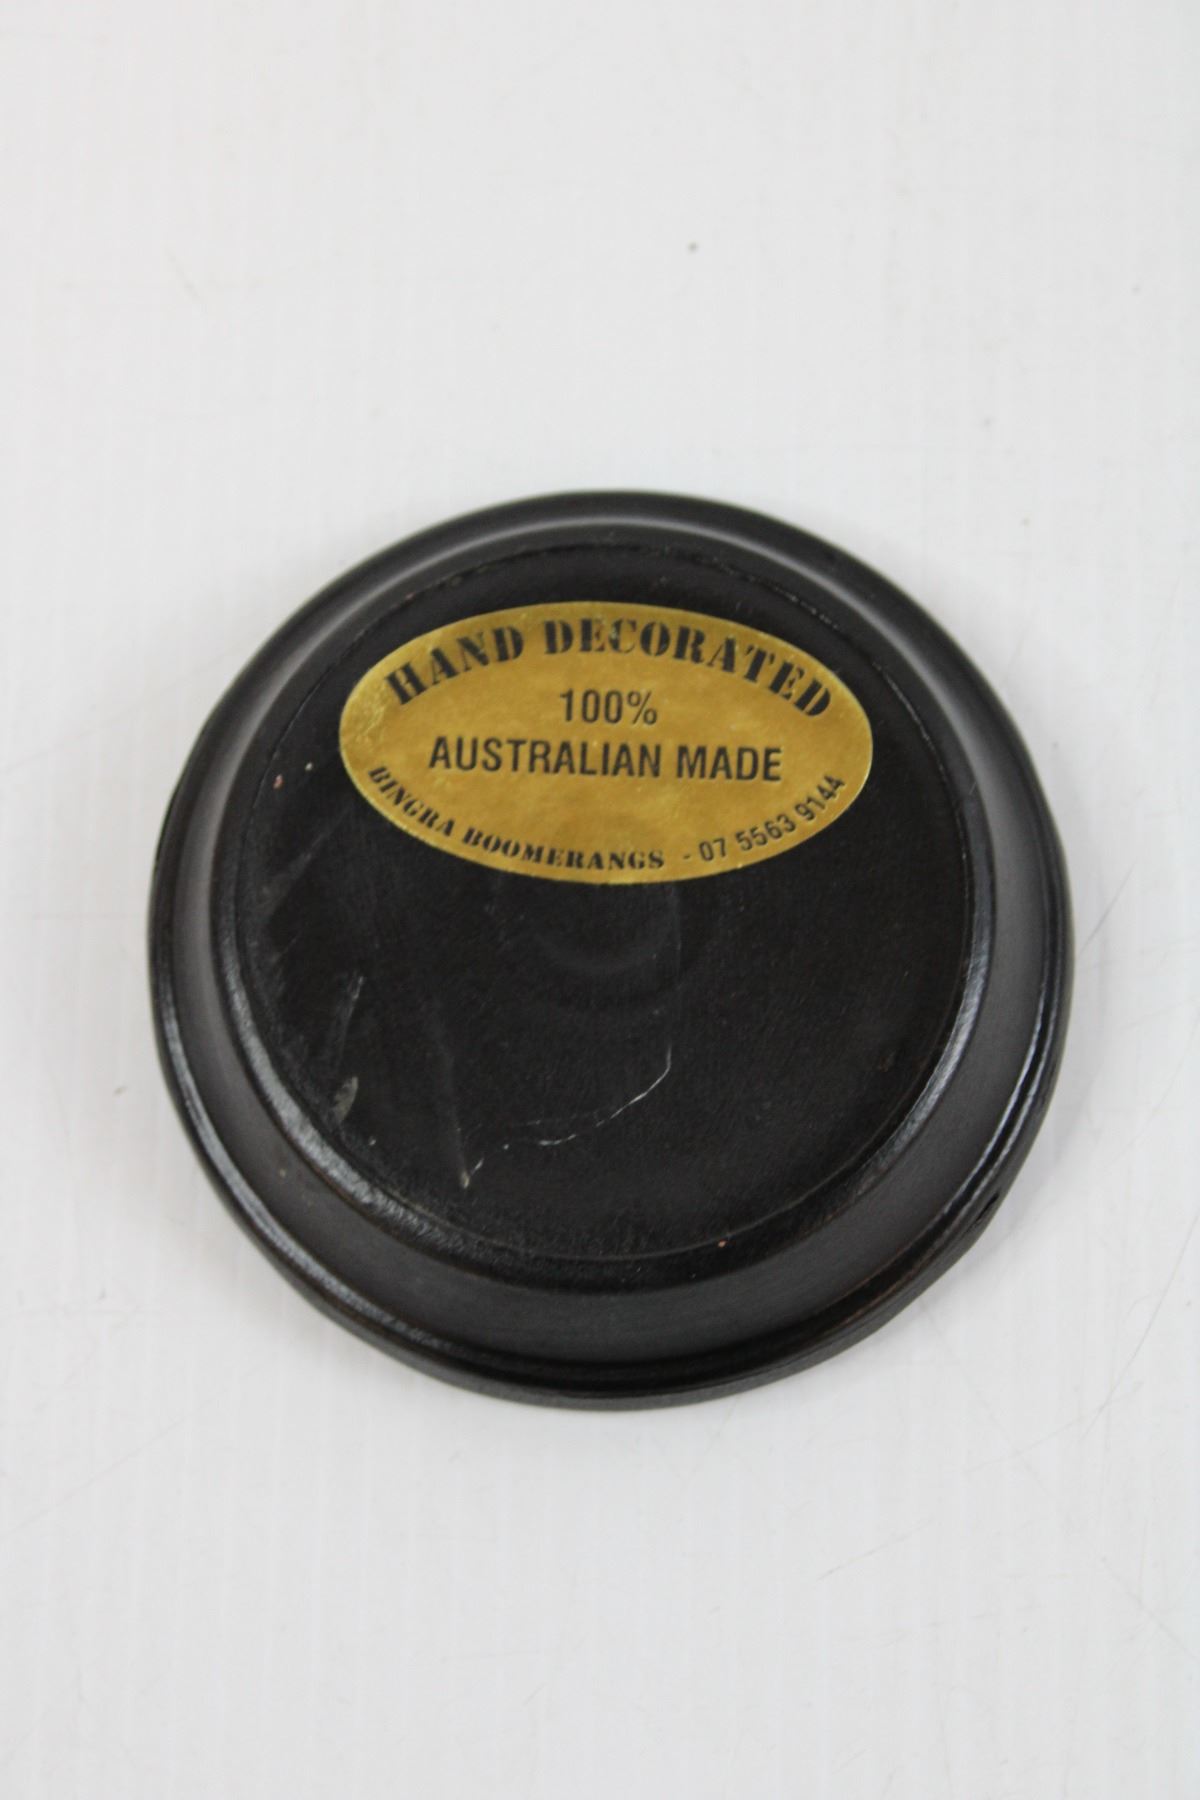 HAND DECORATED
100%
AUSTRALIAN MADE
BINGRA BOOMERANGS - 07 5563 9144